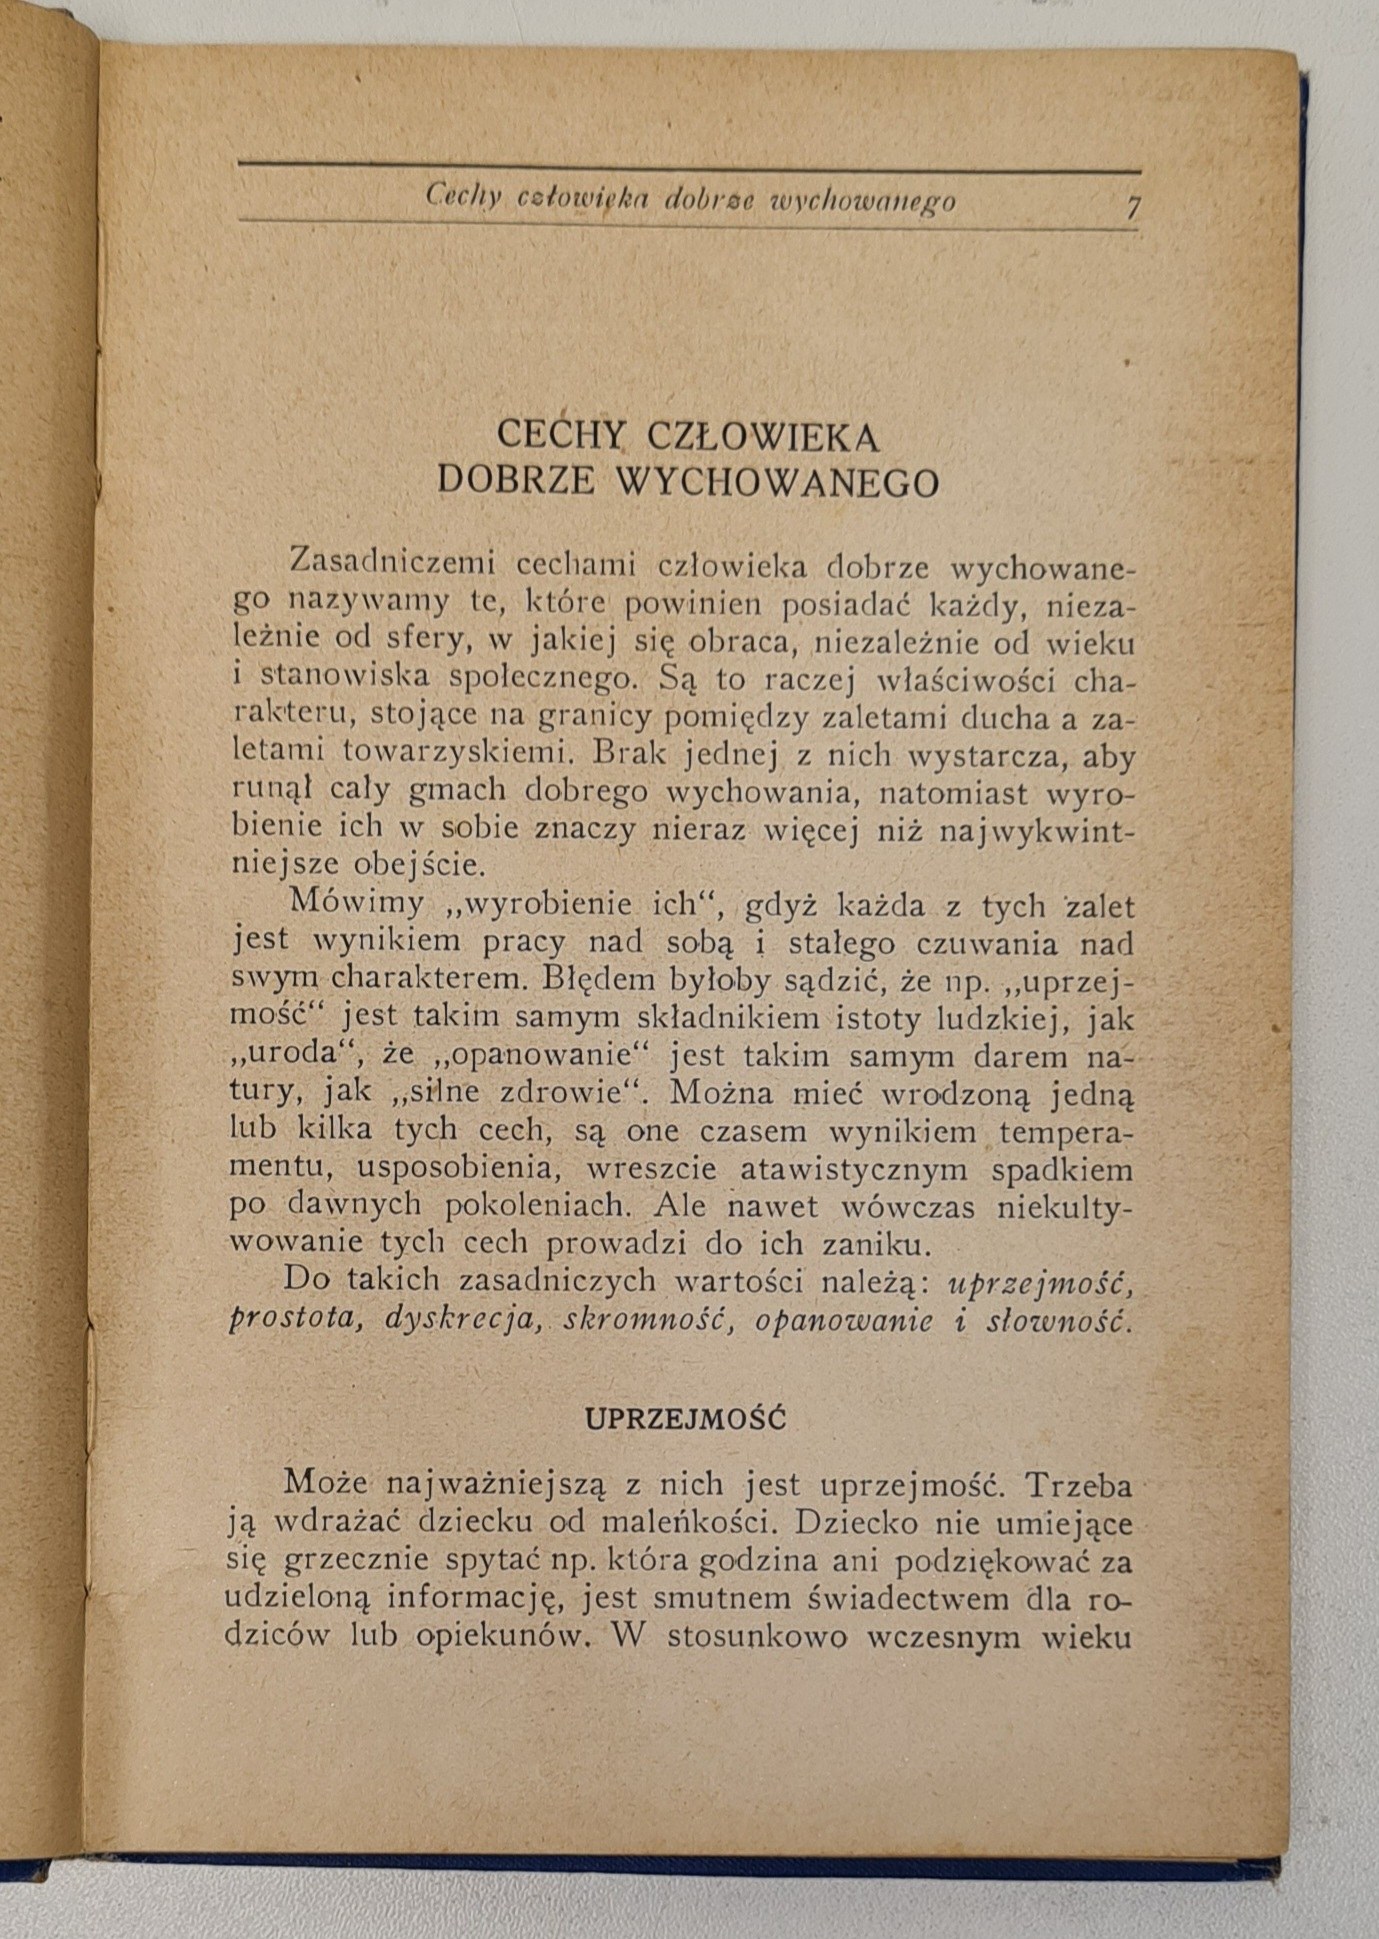 Cechy człowieka dobrze wychowanego 7
CECHY CZŁOWIEKA
DOBRZE WYCHOWANEGO
Zasadniczemi cechami człowieka dobrze wychowane-
go nazywamy te, które powinien posiadać każdy, nieza-
leżnie od sfery, w jakiej się obraca, niezależnie od wieku
i stanowiska społecznego. Są to raczej właściwości cha-
rakteru, stojące na granicy pomiędzy zaletami ducha a za-
letami towarzyskiemi. Brak jednej z nich wystarcza, aby
runął cały gmach dobrego wychowania, natomiast wyro-
bienie ich w sobie znaczy nieraz więcej niż najwykwint-
niejsze obejście.
Mówimy „wyrobienie ich“, gdyż każda z tych zalet
jest wynikiem pracy nad sobą i stałego czuwania nad
swym charakterem. Błędem byłoby sądzić, że np. „uprzej-
mość“ jest takim samym składnikiem istoty ludzkiej, jak
„uroda“, że „opanowanie“ jest takim samym darem na-
tury, jak „silne zdrowie“. Można mieć wrodzoną jedną
lub kilka tych cech, są one czasem wynikiem tempera-
mentu, usposobienia, wreszcie atawistycznym spadkiem
po dawnych pokoleniach. Ale nawet wówczas niekulty-
wowanie tych cech prowadzi do ich zaniku.
Do takich zasadniczych wartości należą: uprzejmość,
prostota, dyskrecja, skromność, opanowanie i słowność.
UPRZEJMOŚĆ
Może najważniejszą z nich jest uprzejmość. Trzeba
ją wdrażać dziecku od maleńkości. Dziecko nie umiejące
się grzecznie spytać np. która godzina ani podziękować za
udzieloną informację, jest smutnem świadectwem dla ro-
dziców lub opiekunów. W stosunkowo wczesnym wieku